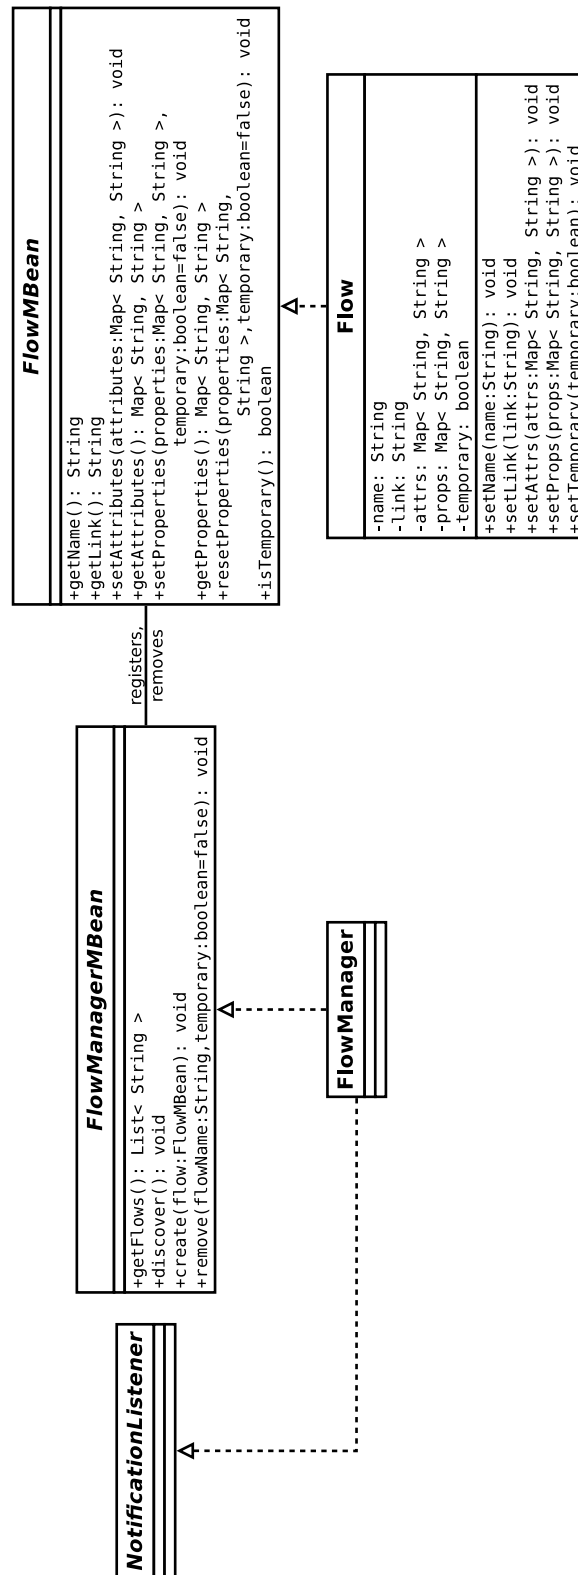 NotificationListener
FlowManagerMBean
+getFlows(): List< String >
+discover(): void
+create(flow:FlowMBean): void
+remove(flowName:String,temporary:boolean=false): void
registers,
removes
FlowMBean
+getName(): String
+getLink(): String
+setAttributes(attributes:Map< String, String >): void
+getAttributes(): Map< String, String >
+setProperties(properties:Map< String, String >,
temporary:boolean=false): void
+getProperties(): Map< String, String >
+resetProperties(properties:Map< String,
String >,temporary:boolean=false): void
+isTemporary(): boolean
FlowManager
Flow
-name: String
-link: String
-attrs: Map< String, String >
-props: Map< String, String >
-temporary: boolean
+setName(name:String): void
+setLink(link:String): void
+setAttrs(attrs:Map< String, String >): void
+setProps(props:Map< String, String >): void
+setTemporary(temporary:boolean): void